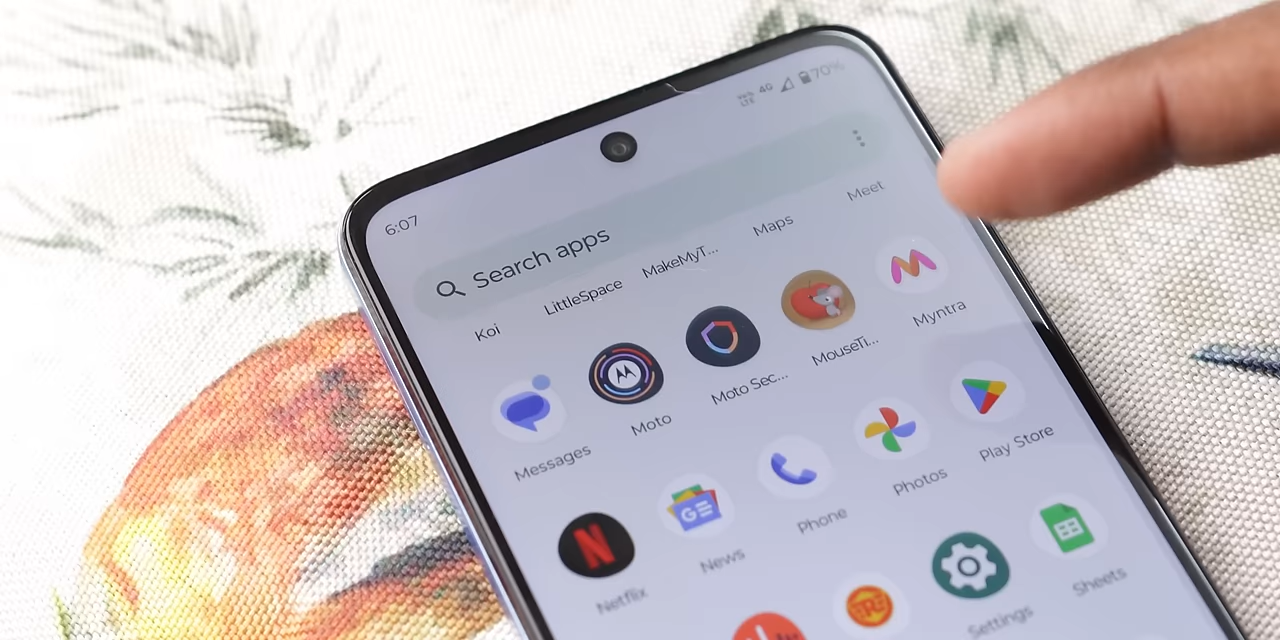 6:07
VoLTE 4G 70%
Search apps
Koi
LittleSpace
MakeMyT...
Maps
Meet
Messages
Moto
Moto Sec...
MouseTi...
Myntra
Netflix
News
Phone
Photos
Play Store
Settings
Sheets